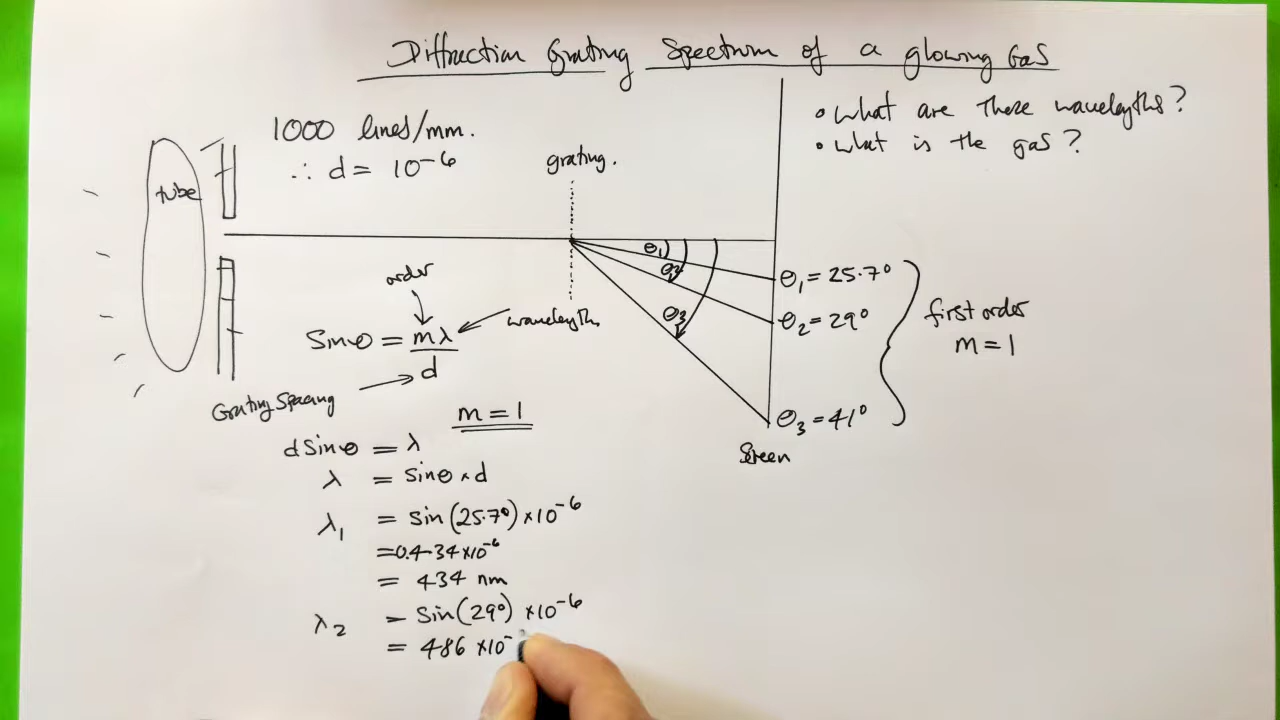 Diffraction Grating Spectrum of a glowing Gas
1000 lines/mm.
∴ d = 10⁻⁶
• What are these wavelengths?
• What is the gas?
tube
grating.
θ₁
θ₂
θ₃
θ₁ = 25.7°
θ₂ = 29°
θ₃ = 41°
first order
m = 1
Screen
order
wavelength
Sinθ = mλ
d
Grating Spacing
m = 1
d Sinθ = λ
λ = sinθ × d
λ₁ = sin(25.7°) × 10⁻⁶
= 0.434 × 10⁻⁶
= 434 nm
λ₂ = Sin(29°) × 10⁻⁶
= 486 × 10⁻